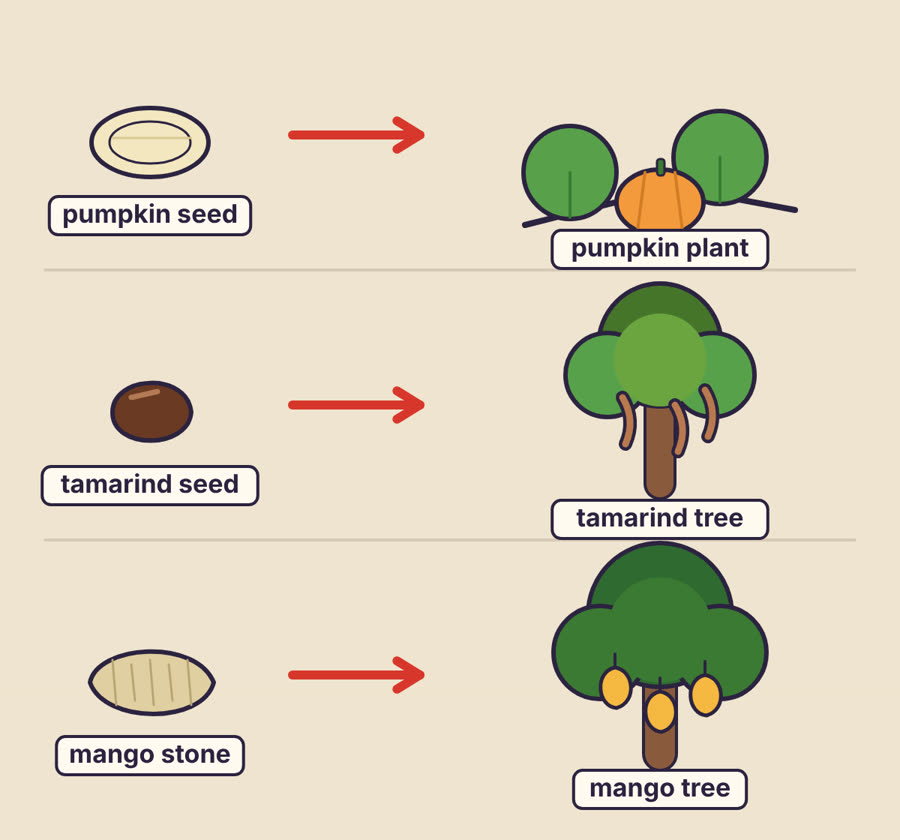 pumpkin seed
pumpkin plant
tamarind seed
tamarind tree
mango stone
mango tree